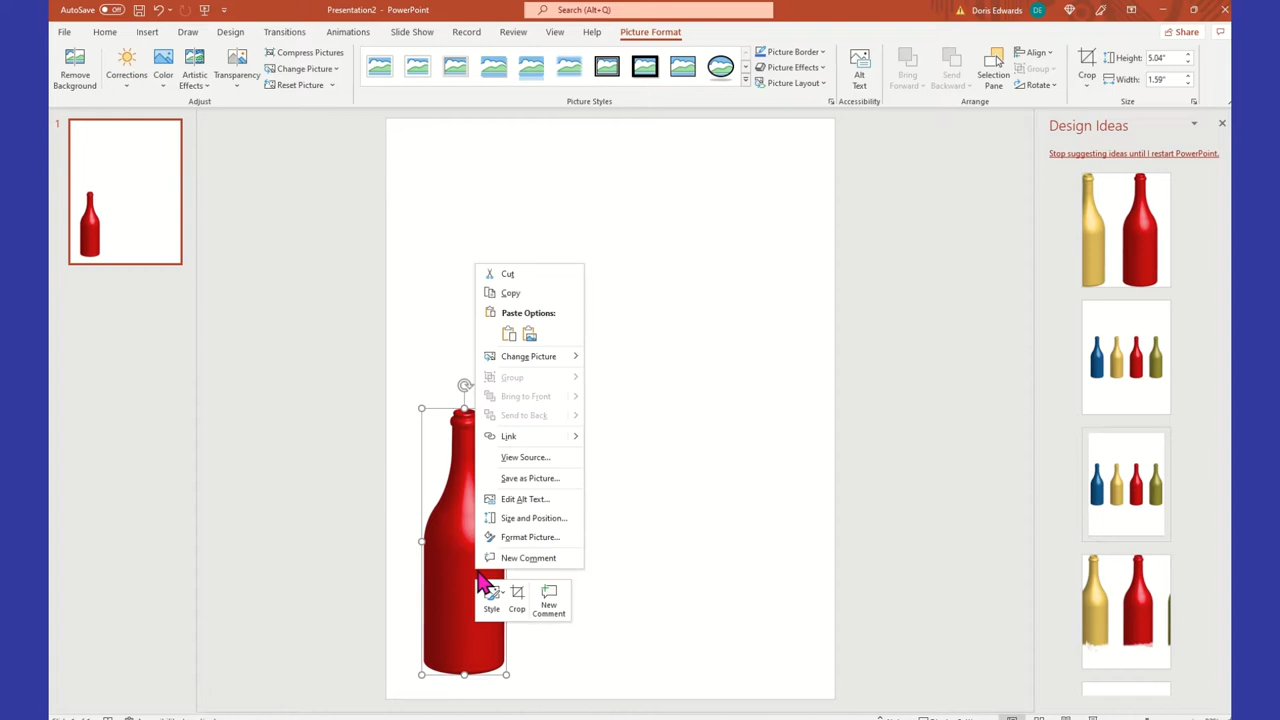 AutoSave Off Presentation2 - PowerPoint Search (Alt+Q) Doris Edwards DE
File Home Insert Draw Design Transitions Animations Slide Show Record Review View Help Picture Format Share
Remove Background
Corrections
Color
Artistic Effects
Transparency
Compress Pictures
Change Picture
Reset Picture
Adjust
Picture Styles
Picture Border
Picture Effects
Picture Layout
Alt Text
Accessibility
Bring Forward
Send Backward
Selection Pane
Align
Group
Rotate
Arrange
Crop
Height: 5.04"
Width: 1.59"
Size
1
Cut
Copy
Paste Options:
Change Picture
Group
Bring to Front
Send to Back
Link
View Source...
Save as Picture...
Edit Alt Text...
Size and Position...
Format Picture...
New Comment
Style
Crop
New Comment
Design Ideas
Stop suggesting ideas until I restart PowerPoint.